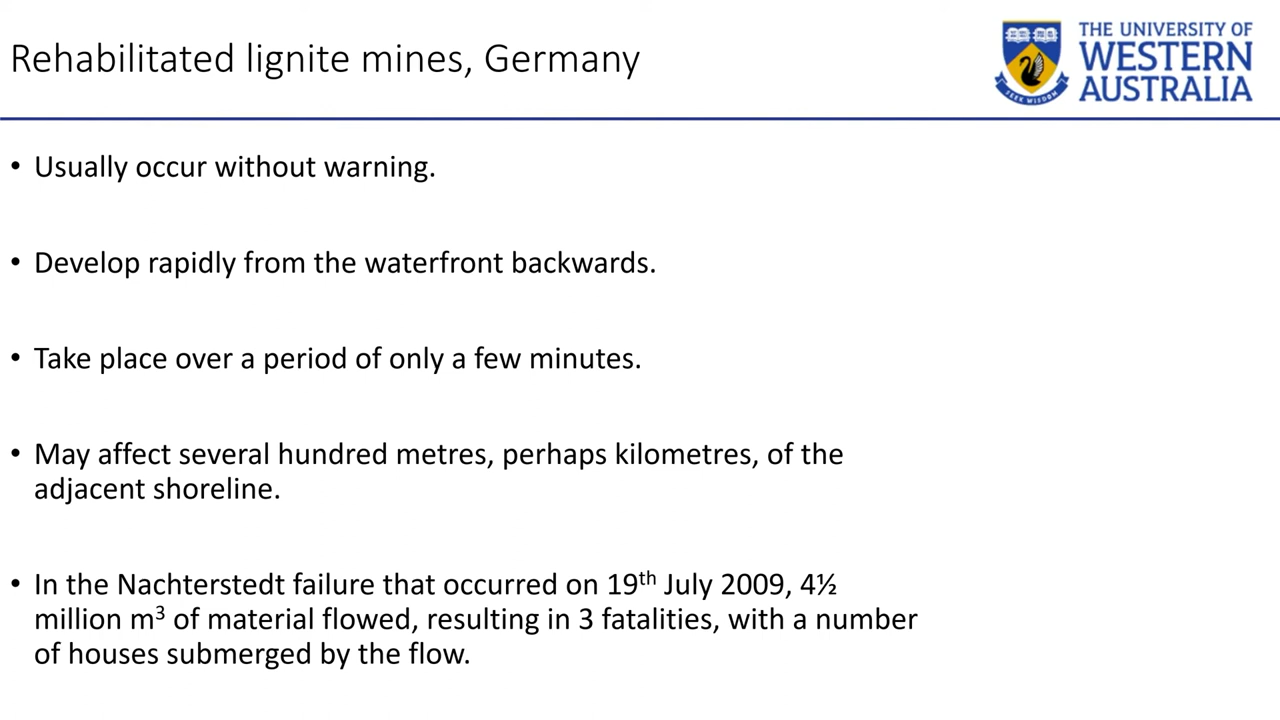 Rehabilitated lignite mines, Germany
THE UNIVERSITY OF
WESTERN
AUSTRALIA
SEEK WISDOM
• Usually occur without warning.
• Develop rapidly from the waterfront backwards.
• Take place over a period of only a few minutes.
• May affect several hundred metres, perhaps kilometres, of the
adjacent shoreline.
• In the Nachterstedt failure that occurred on 19th July 2009, 4½
million m³ of material flowed, resulting in 3 fatalities, with a number
of houses submerged by the flow.